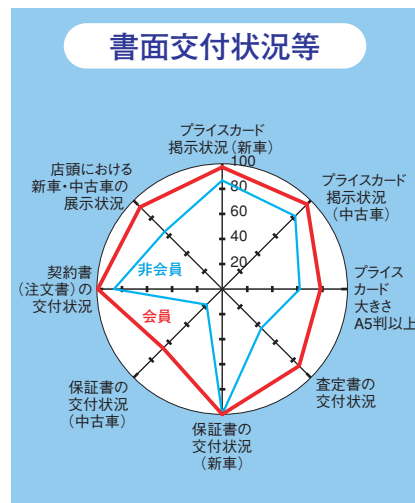 書面交付状況等
プライスカード
掲示状況(新車)
100
80
60
40
20
プライスカード
掲示状況
(中古車)
プライス
カード
大きさ
A5判以上
査定書の
交付状況
保証書の
交付状況
(新車)
保証書の
交付状況
(中古車)
契約書
(注文書)の
交付状況
店頭における
新車・中古車の
展示状況
非会員
会員